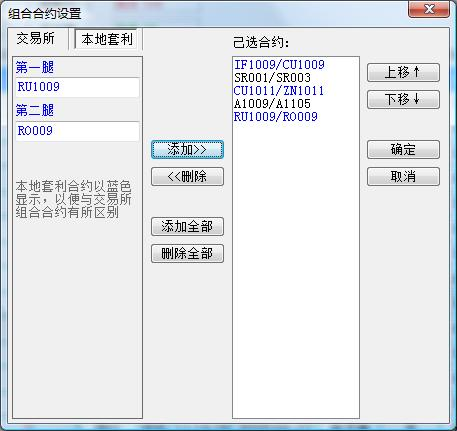 组合合约设置
交易所
本地套利
第一腿
RU1009
第二腿
RO009
本地套利合约以蓝色
显示，以便与交易所
组合合约有所区别
添加>>
<<删除
添加全部
删除全部
己选合约:
IF1009/CU1009
SR001/SR003
CU1011/ZN1011
A1009/A1105
RU1009/RO009
上移↑
下移↓
确定
取消